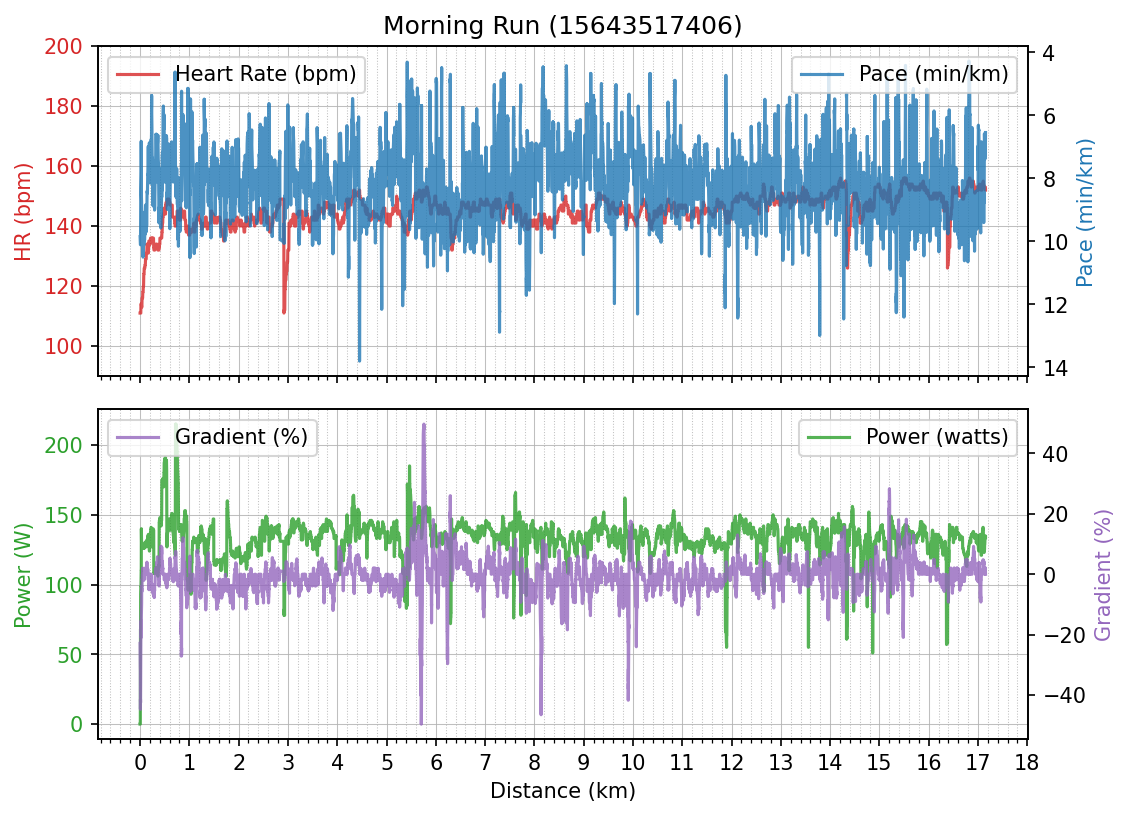 Morning Run (15643517406)
Heart Rate (bpm)
Pace (min/km)
200
180
160
140
120
100
HR (bpm)
4
6
8
10
12
14
Pace (min/km)
Gradient (%)
Power (watts)
200
150
100
50
0
Power (W)
40
20
0
−20
−40
Gradient (%)
0 1 2 3 4 5 6 7 8 9 10 11 12 13 14 15 16 17 18
Distance (km)